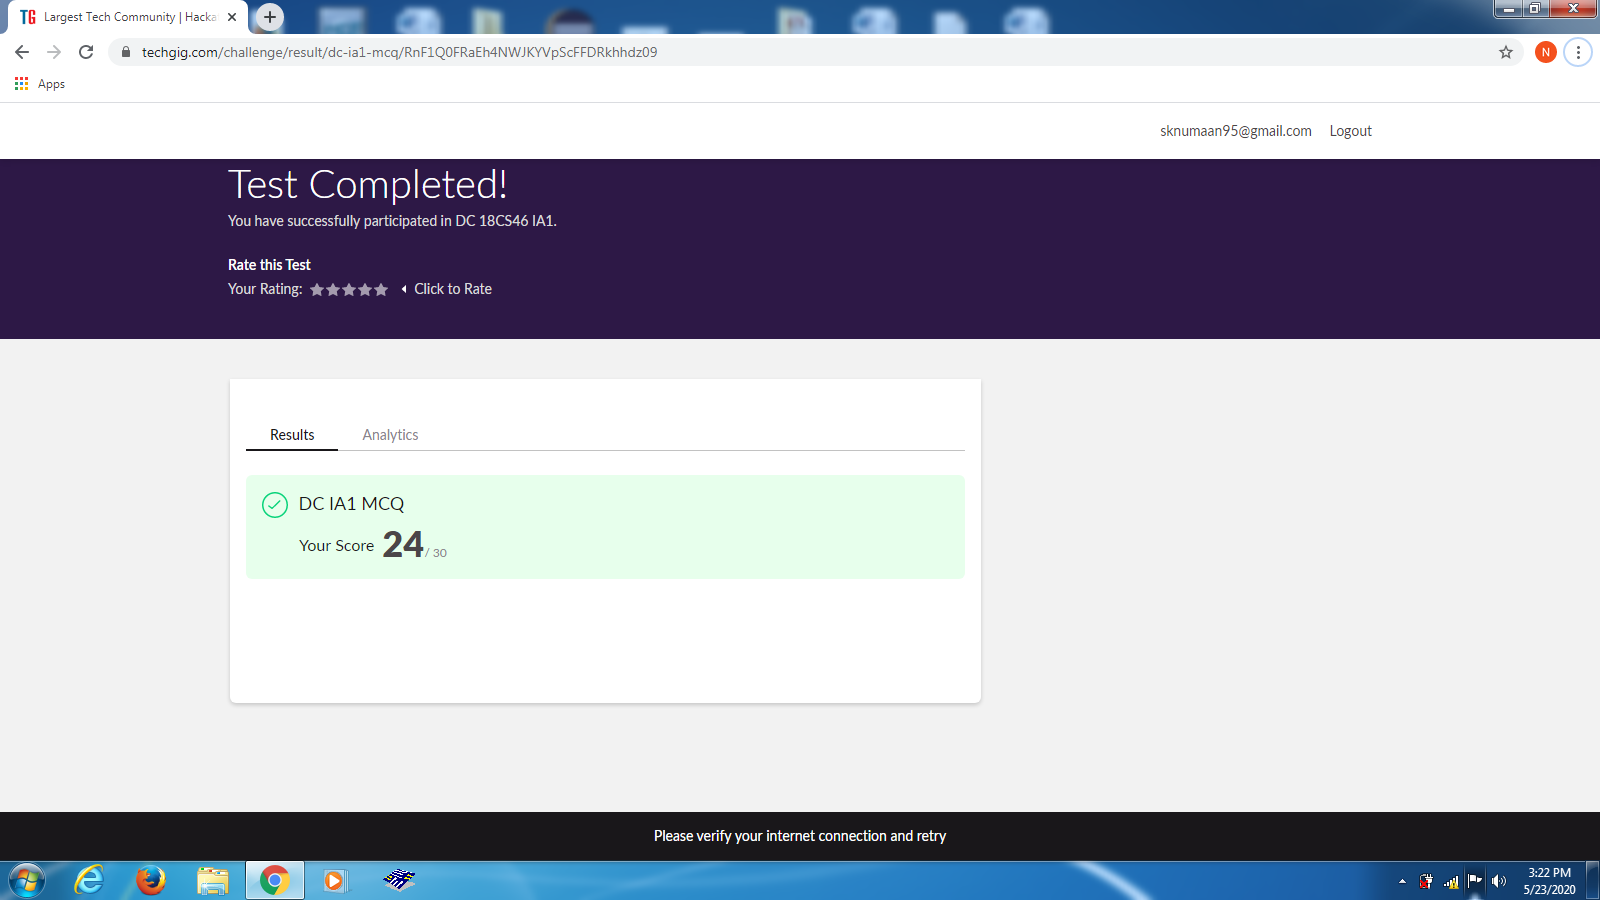 TG Largest Tech Community | Hacka
techgig.com/challenge/result/dc-ia1-mcq/RnF1Q0FRaEh4NWJKYVpScFFDRkhhdz09
N
Apps
sknumaan95@gmail.com Logout
Test Completed!
You have successfully participated in DC 18CS46 IA1.
Rate this Test
Your Rating: Click to Rate
Results Analytics
DC IA1 MCQ
Your Score 24 / 30
Please verify your internet connection and retry
3:22 PM
5/23/2020